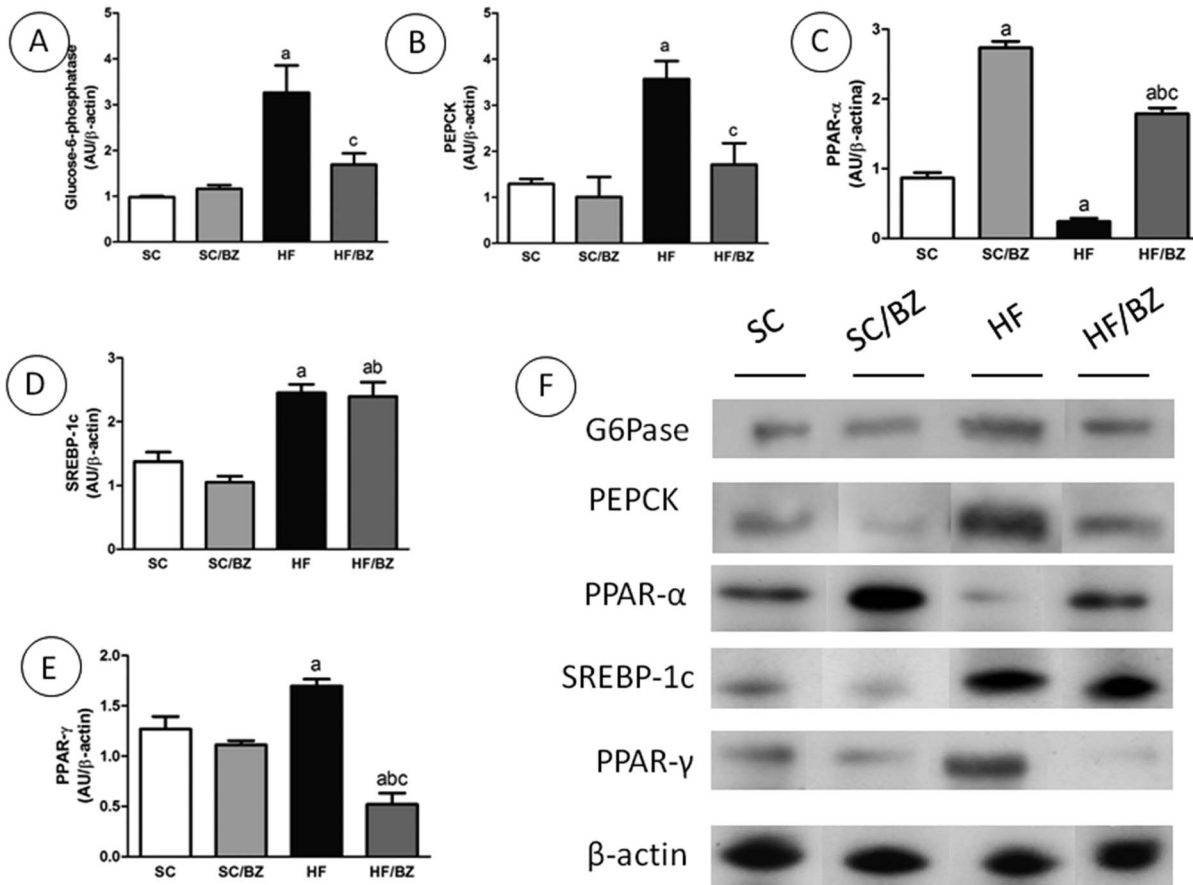 A
Glucose-6-phosphatase
(AU/β-actin)
5
4
3
2
1
0
a
c
SC
SC/BZ
HF
HF/BZ
B
PEPCK
(AU/β-actin)
5
4
3
2
1
0
a
c
SC
SC/BZ
HF
HF/BZ
C
PPAR-α
(AU/β-actina)
3
2
1
0
a
a
abc
SC
SC/BZ
HF
HF/BZ
D
SREBP-1c
(AU/β-actin)
3
2
1
0
a
ab
SC
SC/BZ
HF
HF/BZ
E
PPAR-γ
(AU/β-actin)
2.0
1.5
1.0
0.5
0.0
a
abc
SC
SC/BZ
HF
HF/BZ
F
SC
SC/BZ
HF
HF/BZ
G6Pase
PEPCK
PPAR-α
SREBP-1c
PPAR-γ
β-actin